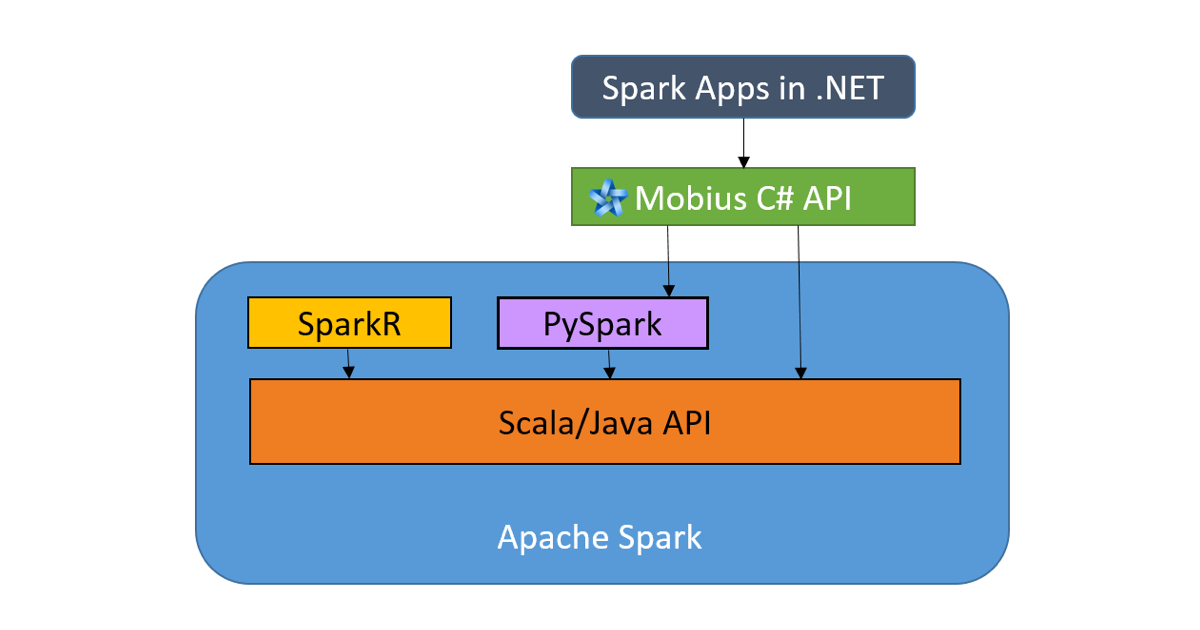 Spark Apps in .NET
Mobius C# API
SparkR
PySpark
Scala/Java API
Apache Spark